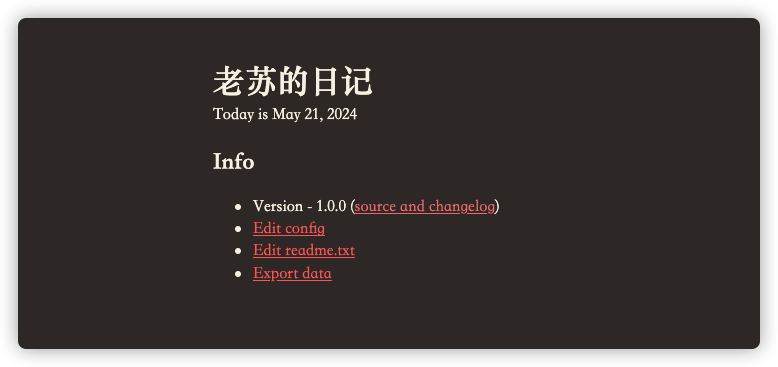 老苏的日记
Today is May 21, 2024
Info
• Version - 1.0.0 (source and changelog)
• Edit config
• Edit readme.txt
• Export data